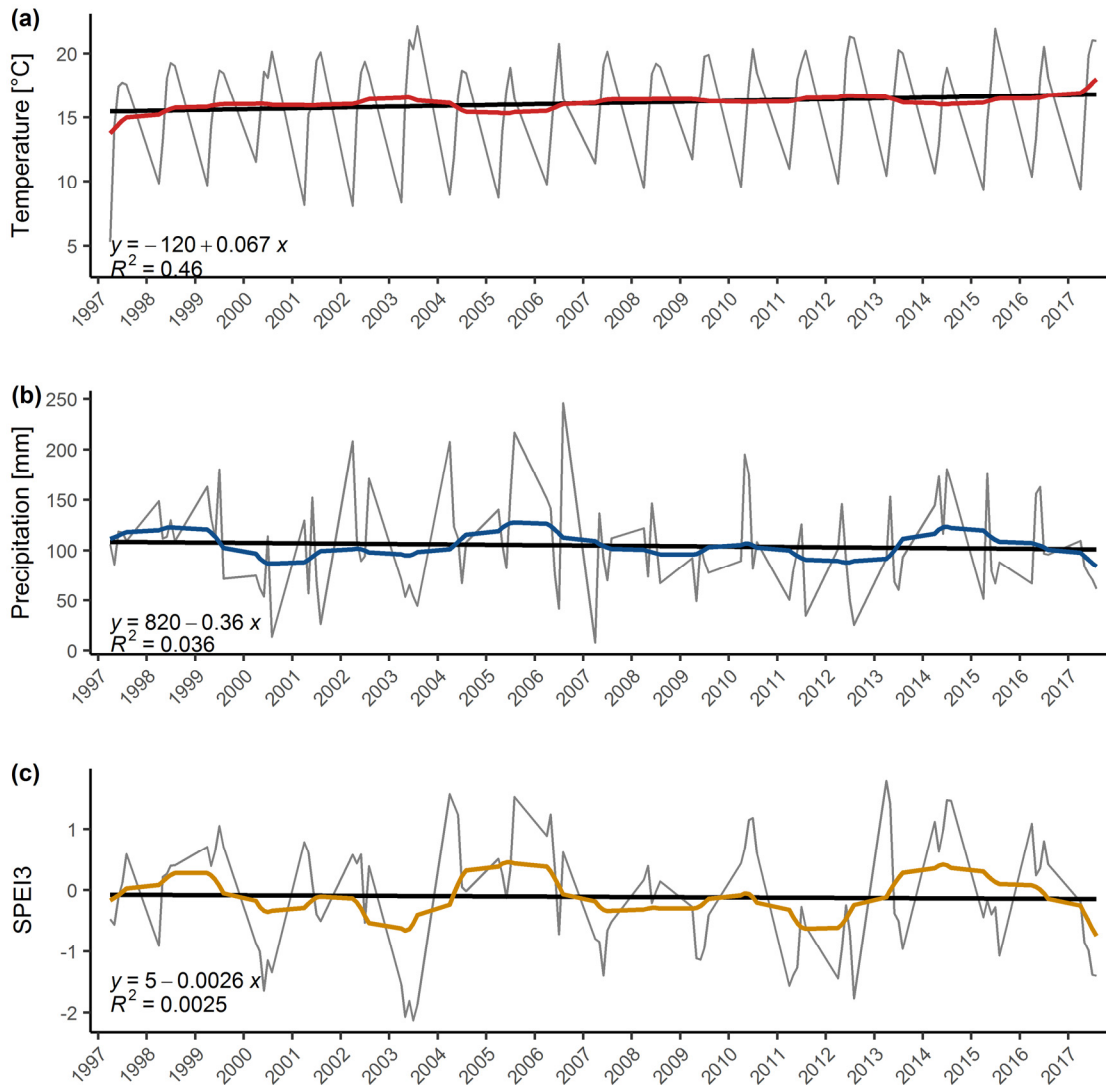 (a)
Temperature [°C]
20
15
10
5
y = −120 + 0.067 x
R² = 0.46
1997 1998 1999 2000 2001 2002 2003 2004 2005 2006 2007 2008 2009 2010 2011 2012 2013 2014 2015 2016 2017
(b)
Precipitation [mm]
250
200
150
100
50
0
y = 820 − 0.36 x
R² = 0.036
1997 1998 1999 2000 2001 2002 2003 2004 2005 2006 2007 2008 2009 2010 2011 2012 2013 2014 2015 2016 2017
(c)
SPEI3
1
0
-1
-2
y = 5 − 0.0026 x
R² = 0.0025
1997 1998 1999 2000 2001 2002 2003 2004 2005 2006 2007 2008 2009 2010 2011 2012 2013 2014 2015 2016 2017